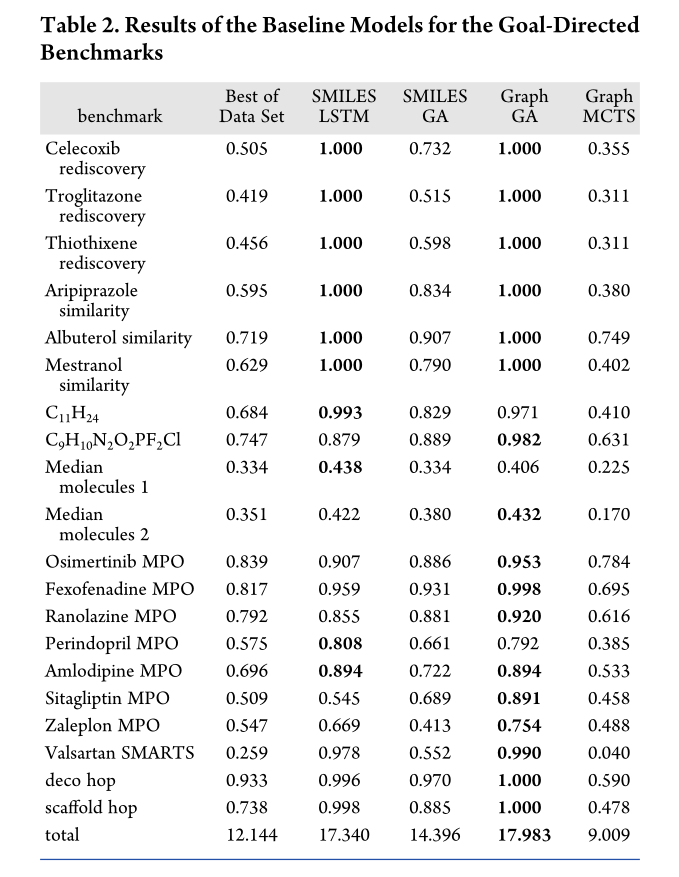 Table 2. Results of the Baseline Models for the Goal-Directed
Benchmarks
benchmark Best of Data Set SMILES LSTM SMILES GA Graph GA Graph MCTS
Celecoxib 0.505 1.000 0.732 1.000 0.355
rediscovery
Troglitazone 0.419 1.000 0.515 1.000 0.311
rediscovery
Thiothixene 0.456 1.000 0.598 1.000 0.311
rediscovery
Aripiprazole 0.595 1.000 0.834 1.000 0.380
similarity
Albuterol similarity 0.719 1.000 0.907 1.000 0.749
Mestranol 0.629 1.000 0.790 1.000 0.402
similarity
C₁₁H₂₄ 0.684 0.993 0.829 0.971 0.410
C₉H₁₀N₂O₂PF₂Cl 0.747 0.879 0.889 0.982 0.631
Median 0.334 0.438 0.334 0.406 0.225
molecules 1
Median 0.351 0.422 0.380 0.432 0.170
molecules 2
Osimertinib MPO 0.839 0.907 0.886 0.953 0.784
Fexofenadine MPO 0.817 0.959 0.931 0.998 0.695
Ranolazine MPO 0.792 0.855 0.881 0.920 0.616
Perindopril MPO 0.575 0.808 0.661 0.792 0.385
Amlodipine MPO 0.696 0.894 0.722 0.894 0.533
Sitagliptin MPO 0.509 0.545 0.689 0.891 0.458
Zaleplon MPO 0.547 0.669 0.413 0.754 0.488
Valsartan SMARTS 0.259 0.978 0.552 0.990 0.040
deco hop 0.933 0.996 0.970 1.000 0.590
scaffold hop 0.738 0.998 0.885 1.000 0.478
total 12.144 17.340 14.396 17.983 9.009